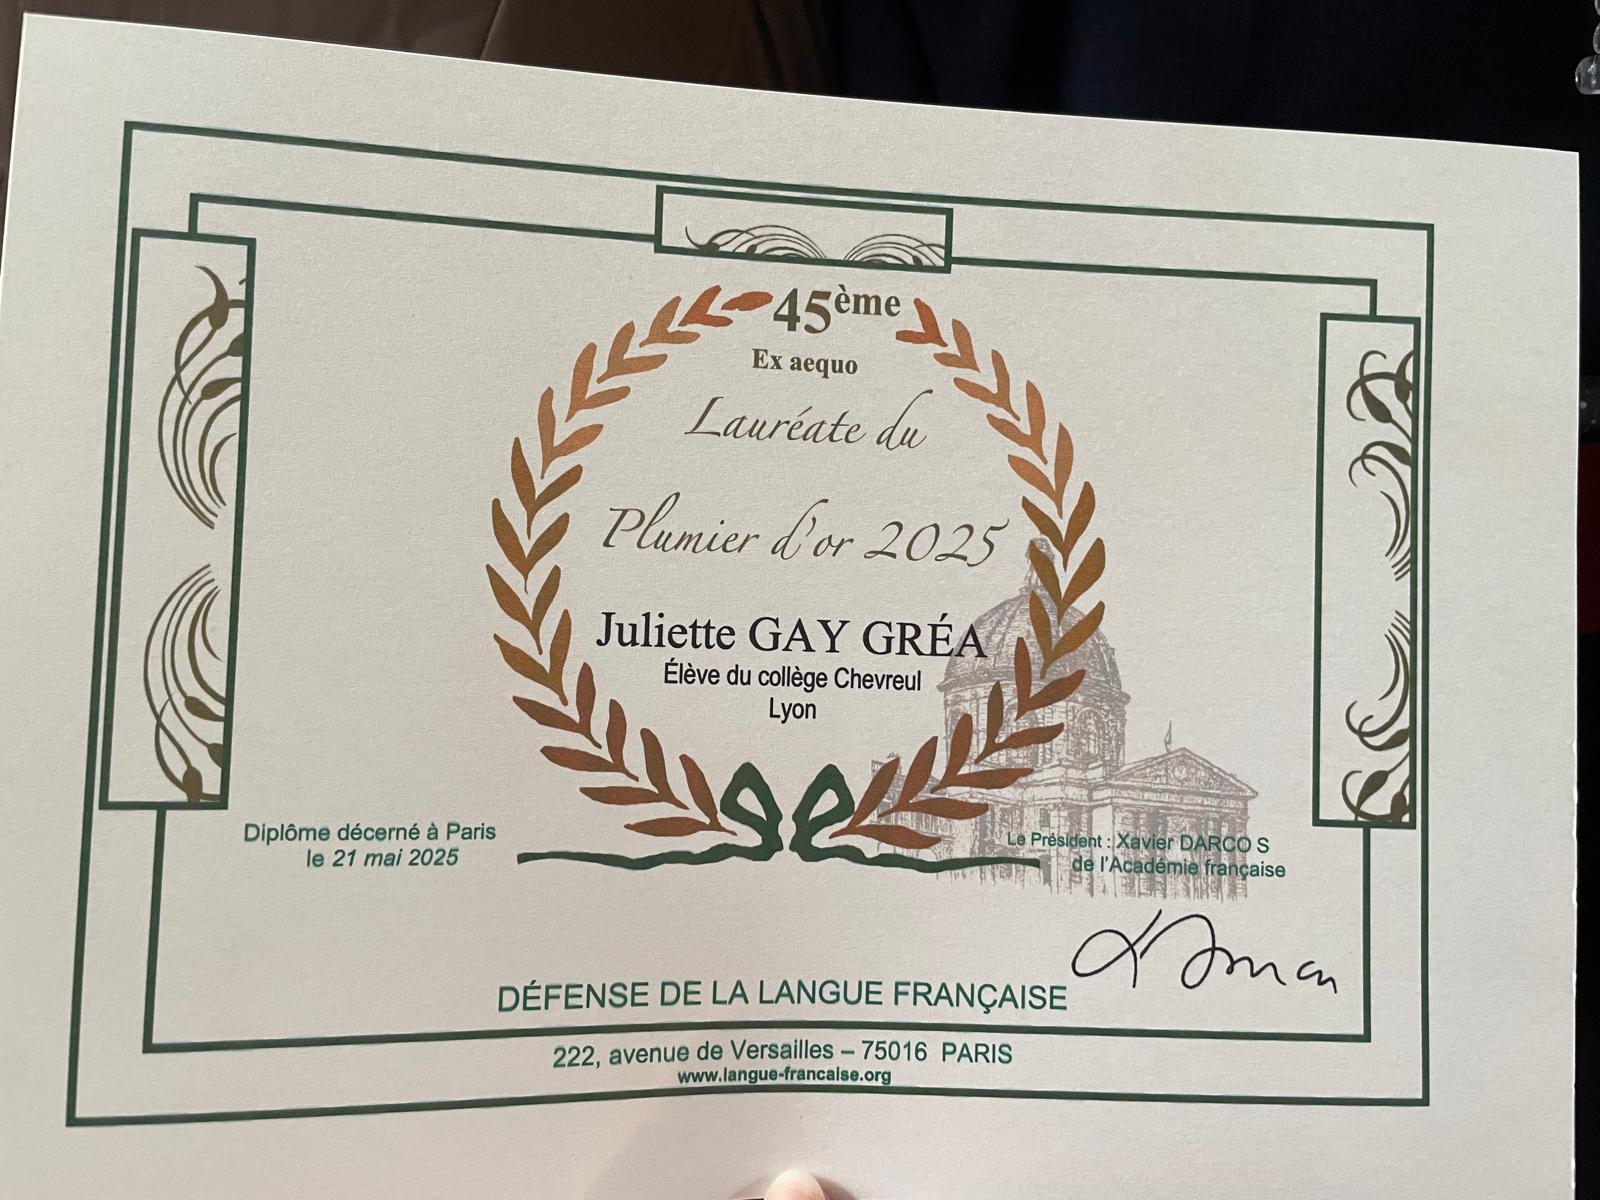 45ème
Ex aequo
Lauréate du
Plumier d'or 2025
Juliette GAY GRÉA
Élève du collège Chevreul
Lyon
Diplôme décerné à Paris
le 21 mai 2025
Le Président : Xavier DARCO S
de l'Académie française
DÉFENSE DE LA LANGUE FRANÇAISE
222, avenue de Versailles – 75016 PARIS
www.langue-francaise.org